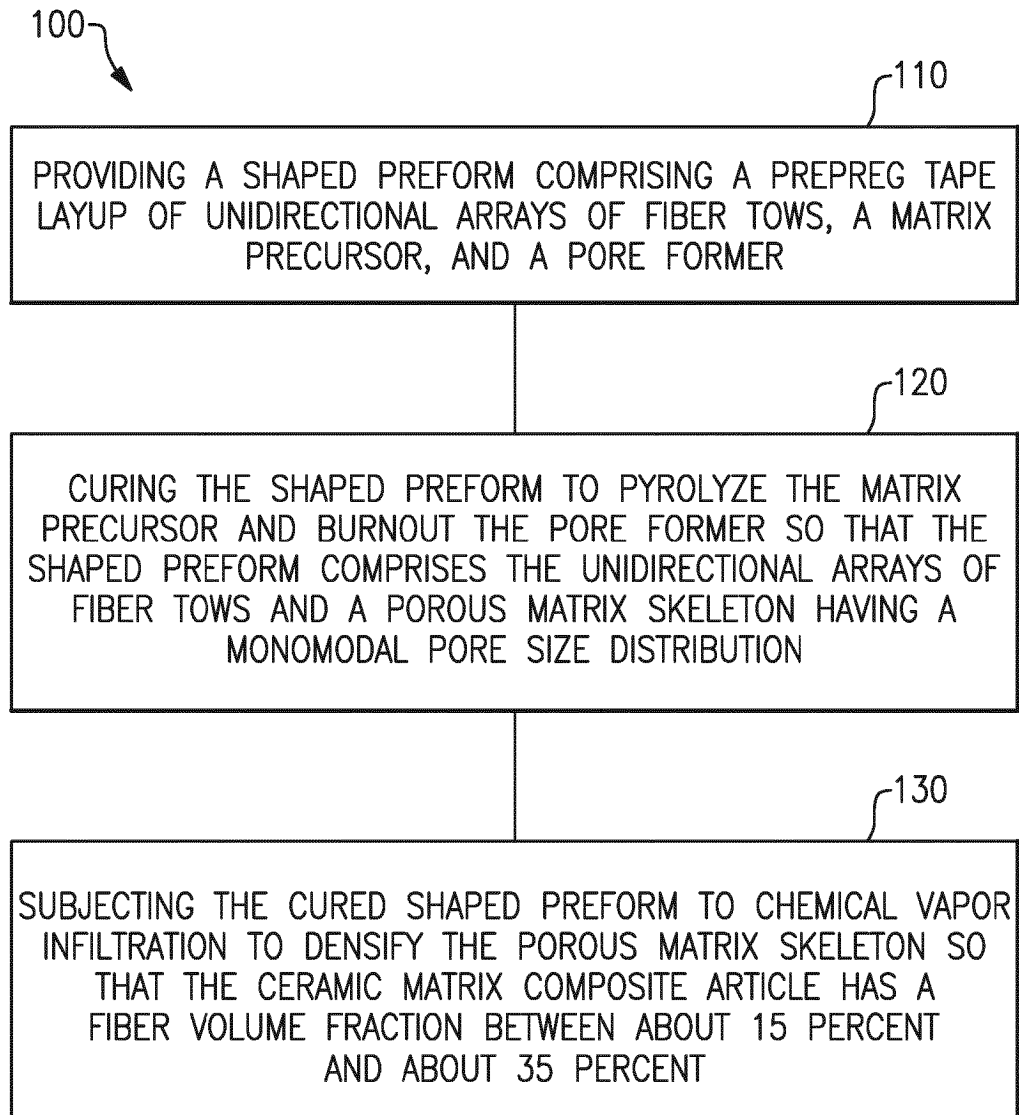 100
110
PROVIDING A SHAPED PREFORM COMPRISING A PREPREG TAPE
LAYUP OF UNIDIRECTIONAL ARRAYS OF FIBER TOWS, A MATRIX
PRECURSOR, AND A PORE FORMER
120
CURING THE SHAPED PREFORM TO PYROLYZE THE MATRIX
PRECURSOR AND BURNOUT THE PORE FORMER SO THAT THE
SHAPED PREFORM COMPRISES THE UNIDIRECTIONAL ARRAYS OF
FIBER TOWS AND A POROUS MATRIX SKELETON HAVING A
MONOMODAL PORE SIZE DISTRIBUTION
130
SUBJECTING THE CURED SHAPED PREFORM TO CHEMICAL VAPOR
INFILTRATION TO DENSIFY THE POROUS MATRIX SKELETON SO
THAT THE CERAMIC MATRIX COMPOSITE ARTICLE HAS A
FIBER VOLUME FRACTION BETWEEN ABOUT 15 PERCENT
AND ABOUT 35 PERCENT